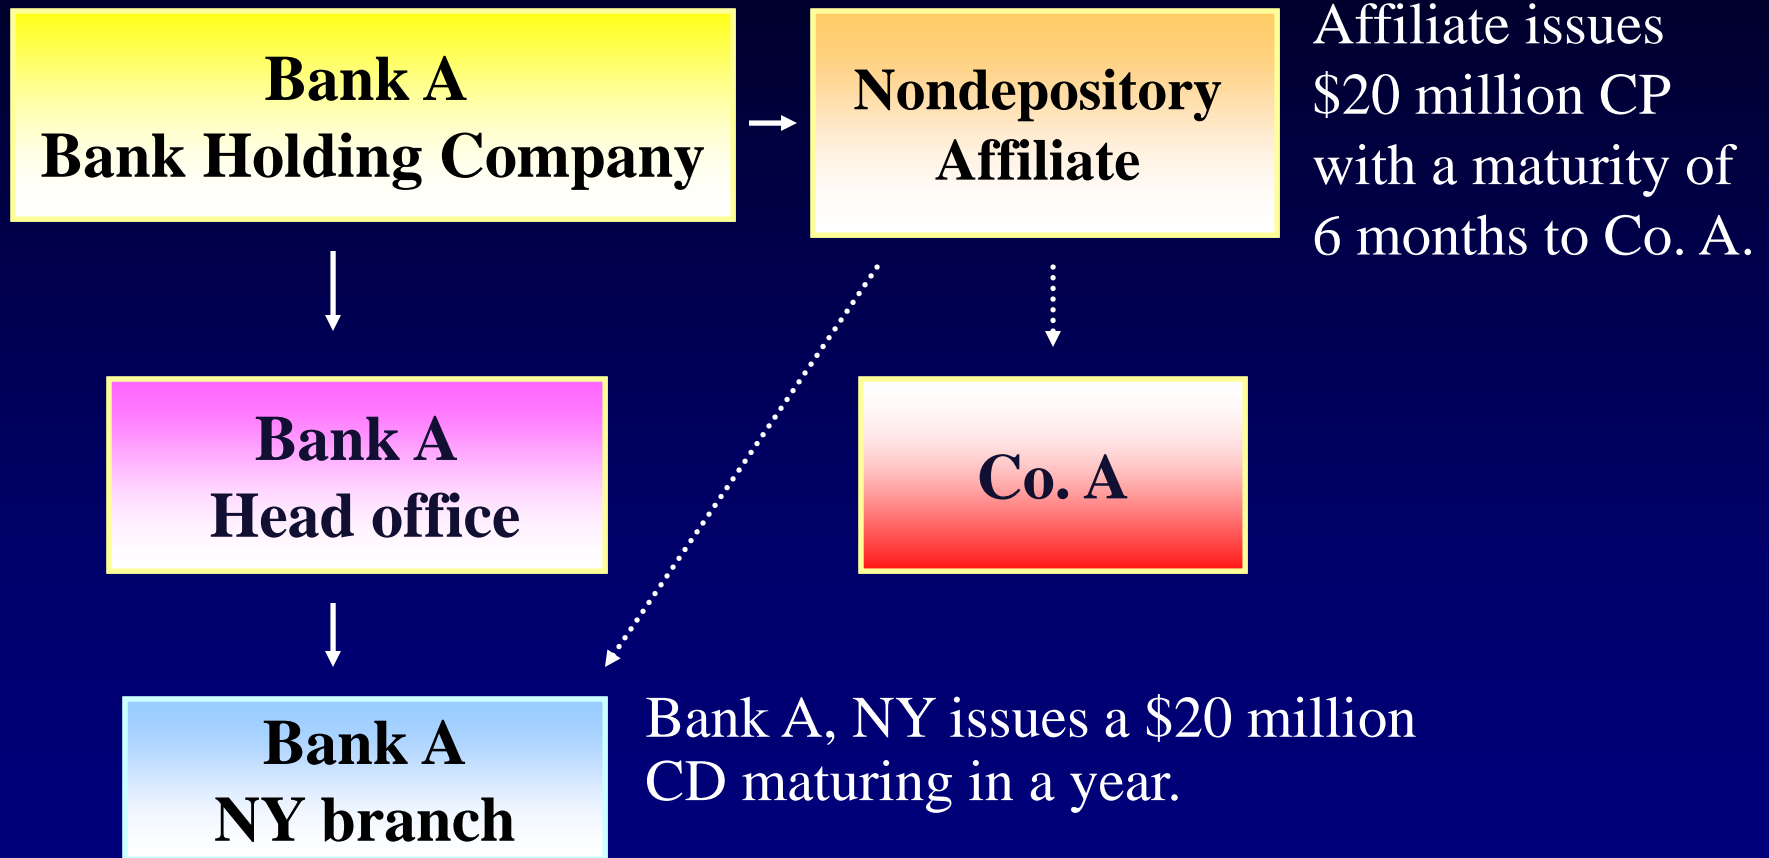 Bank A
Bank Holding Company
Nondepository
Affiliate
Affiliate issues
$20 million CP
with a maturity of
6 months to Co. A.
Bank A
Head office
Co. A
Bank A
NY branch
Bank A, NY issues a $20 million
CD maturing in a year.